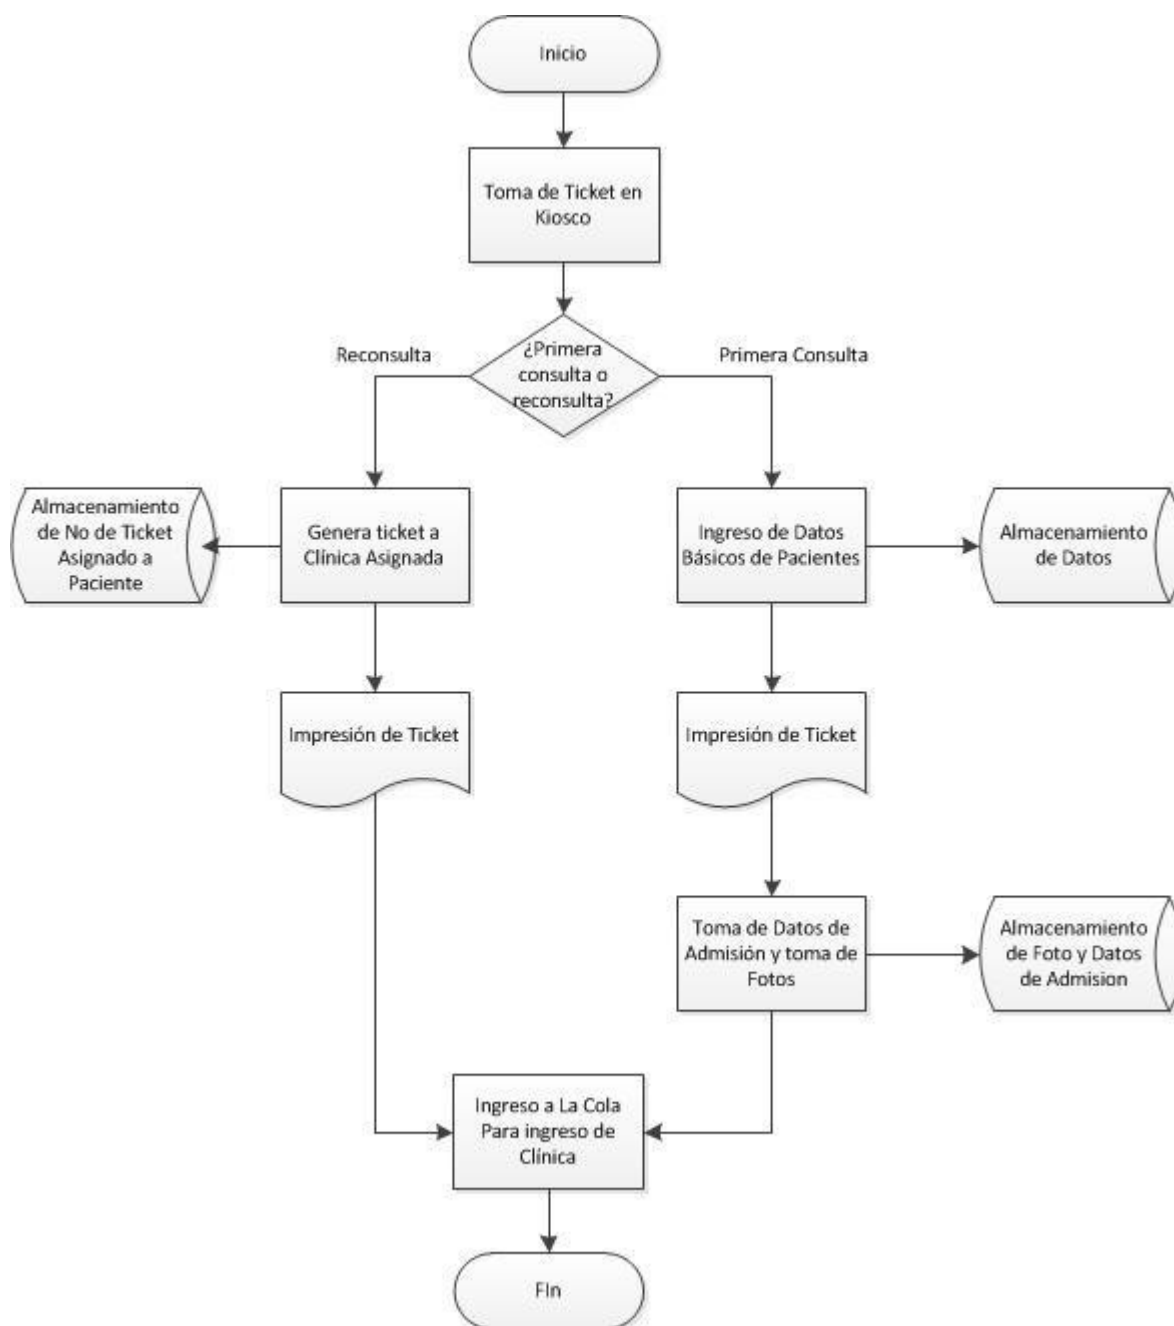 Inicio
Toma de Ticket en
Kiosco
Reconsulta
¿Primera
consulta o
reconsulta?
Primera Consulta
Almacenamiento
de No de Ticket
Asignado a
Paciente
Genera ticket a
Clínica Asignada
Ingreso de Datos
Básicos de Pacientes
Almacenamiento
de Datos
Impresión de Ticket
Impresión de Ticket
Toma de Datos de
Admisión y toma de
Fotos
Almacenamiento
de Foto y Datos
de Admision
Ingreso a La Cola
Para ingreso de
Clínica
FIn